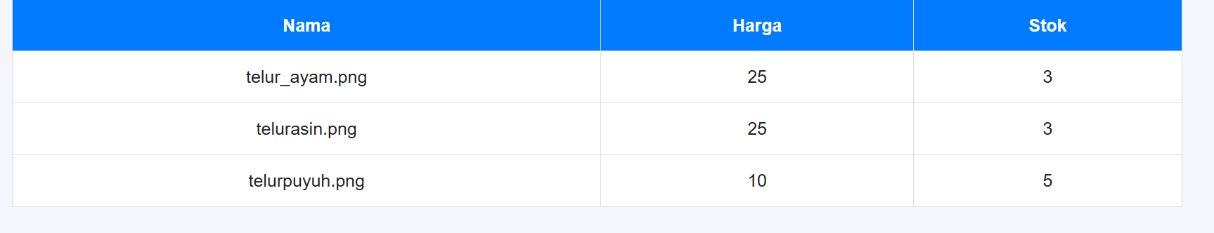 Nama Harga Stok
telur_ayam.png 25 3
telurasin.png 25 3
telurpuyuh.png 10 5